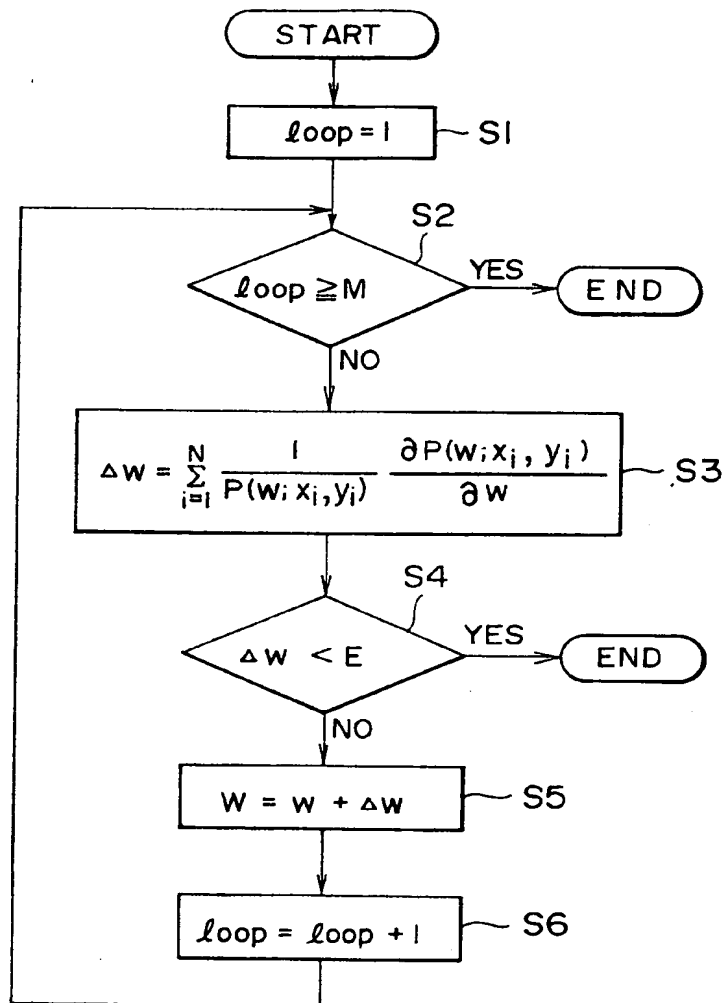 START
loop = 1
S1
S2
loop ≧ M
YES
END
NO
Δw = Σ_{i=1}^{N} 1/P(w; x_i, y_i) ∂P(w; x_i, y_i)/∂w
S3
S4
Δw < E
YES
END
NO
W = w + Δw
S5
loop = loop + 1
S6